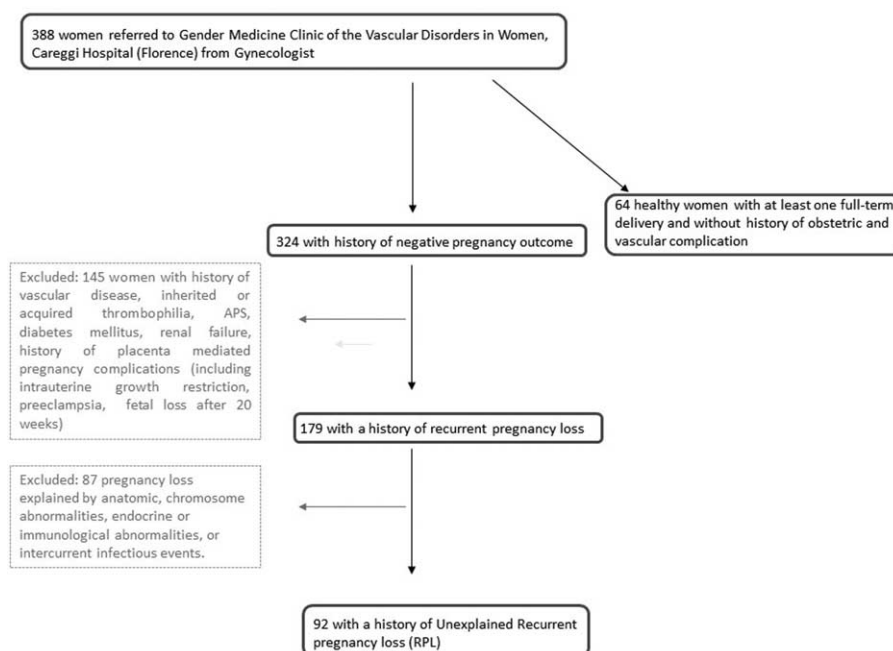 388 women referred to Gender Medicine Clinic of the Vascular Disorders in Women,
Careggi Hospital (Florence) from Gynecologist
64 healthy women with at least one full-term
delivery and without history of obstetric and
vascular complication
324 with history of negative pregnancy outcome
Excluded: 145 women with history of
vascular disease, inherited or
acquired thrombophilia, APS,
diabetes mellitus, renal failure,
history of placenta mediated
pregnancy complications (including
intrauterine growth restriction,
preeclampsia, fetal loss after 20
weeks)
179 with a history of recurrent pregnancy loss
Excluded: 87 pregnancy loss
explained by anatomic, chromosome
abnormalities, endocrine or
immunological abnormalities, or
intercurrent infectious events.
92 with a history of Unexplained Recurrent
pregnancy loss (RPL)